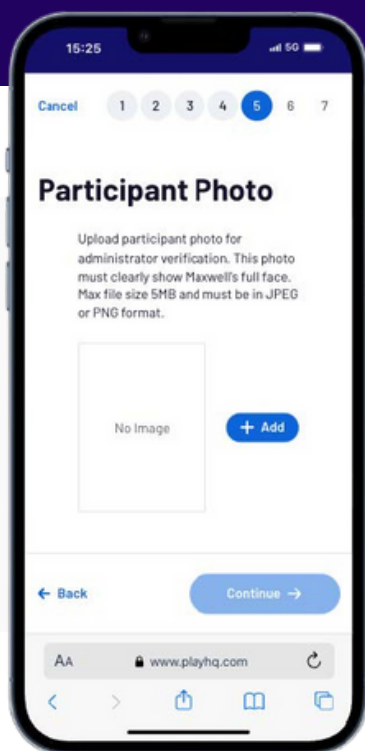 15:25
5G
Cancel 1 2 3 4 5 6 7
Participant Photo
Upload participant photo for
administrator verification. This photo
must clearly show Maxwell's full face.
Max file size 5MB and must be in JPEG
or PNG format.
No Image
+ Add
← Back
Continue →
AA
www.playhq.com